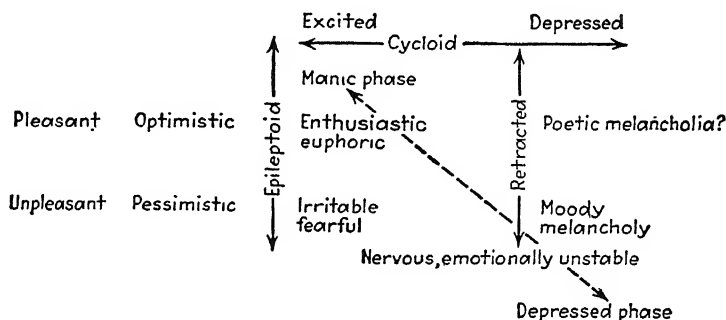 Excited Depressed
Cycloid
Manic phase
Pleasant Optimistic Epileptoid Enthusiastic Retracted Poetic melancholia?
euphoric
Unpleasant Pessimistic Irritable Moody
fearful melancholy
Nervous, emotionally unstable
Depressed phase